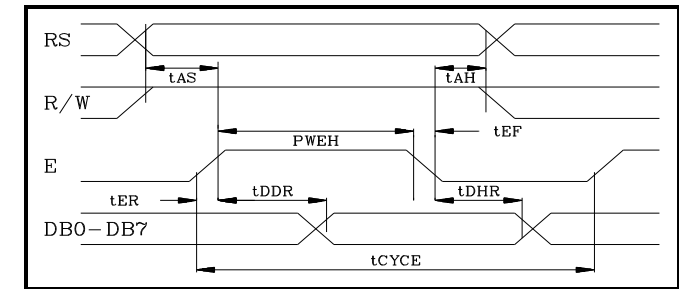 RS
tAS
tAH
R/W
tEF
PWEH
E
tER
tDDR
tDHR
DB0-DB7
tCYCE